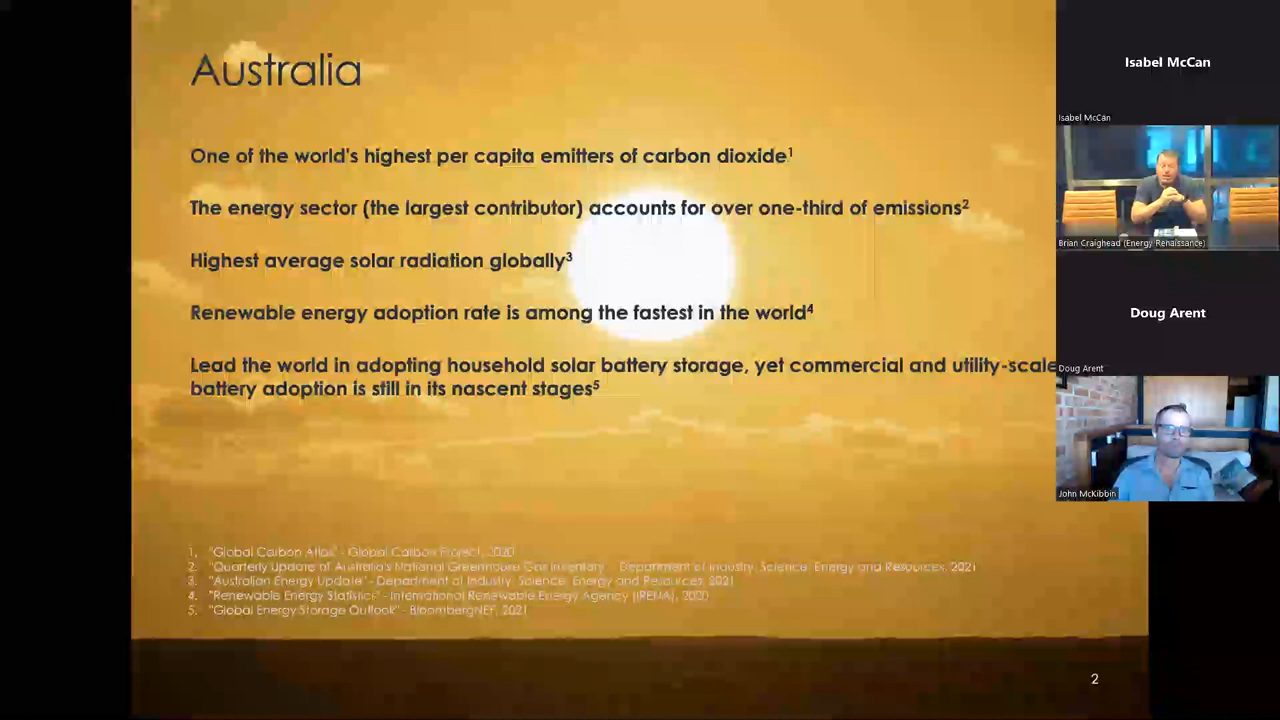 Australia
One of the world's highest per capita emitters of carbon dioxide1
The energy sector (the largest contributor) accounts for over one-third of emissions2
Highest average solar radiation globally3
Renewable energy adoption rate is among the fastest in the world4
Lead the world in adopting household solar battery storage, yet commercial and utility-scale
battery adoption is still in its nascent stages5
1. "Global Carbon Atlas" - Global Carbon Project, 2020
2. "Quarterly Update of Australia's National Greenhouse Gas Inventory - Department of Industry, Science, Energy and Resources, 2021
3. "Australian Energy Update" - Department of Industry, Science, Energy and Resources, 2021
4. "Renewable Energy Statistics" - International Renewable Energy Agency (IRENA), 2020
5. "Global Energy Storage Outlook" - BloombergNEF, 2021
2
Isabel McCan
Isabel McCan
Brian Craighead (Energy Renaissance)
Doug Arent
Doug Arent
John McKibbin